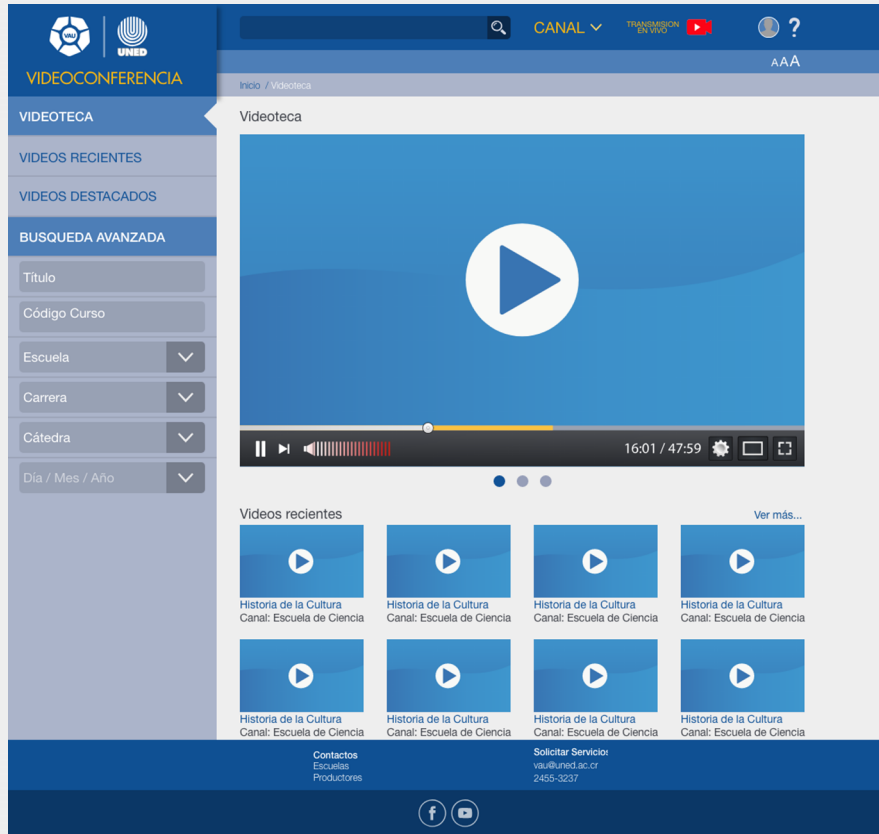 VAU
UNED
VIDEOCONFERENCIA
CANAL
TRANSMISION
EN VIVO
?
AAA
Inicio / Videoteca
VIDEOTECA
VIDEOS RECIENTES
VIDEOS DESTACADOS
BUSQUEDA AVANZADA
Título
Código Curso
Escuela
Carrera
Cátedra
Día / Mes / Año
Videoteca
16:01 / 47:59
Videos recientes
Ver más...
Historia de la Cultura
Canal: Escuela de Ciencia
Historia de la Cultura
Canal: Escuela de Ciencia
Historia de la Cultura
Canal: Escuela de Ciencia
Historia de la Cultura
Canal: Escuela de Ciencia
Historia de la Cultura
Canal: Escuela de Ciencia
Historia de la Cultura
Canal: Escuela de Ciencia
Historia de la Cultura
Canal: Escuela de Ciencia
Historia de la Cultura
Canal: Escuela de Ciencia
Contactos
Escuelas
Productores
Solicitar Servicios
vau@uned.ac.cr
2455-3237
f